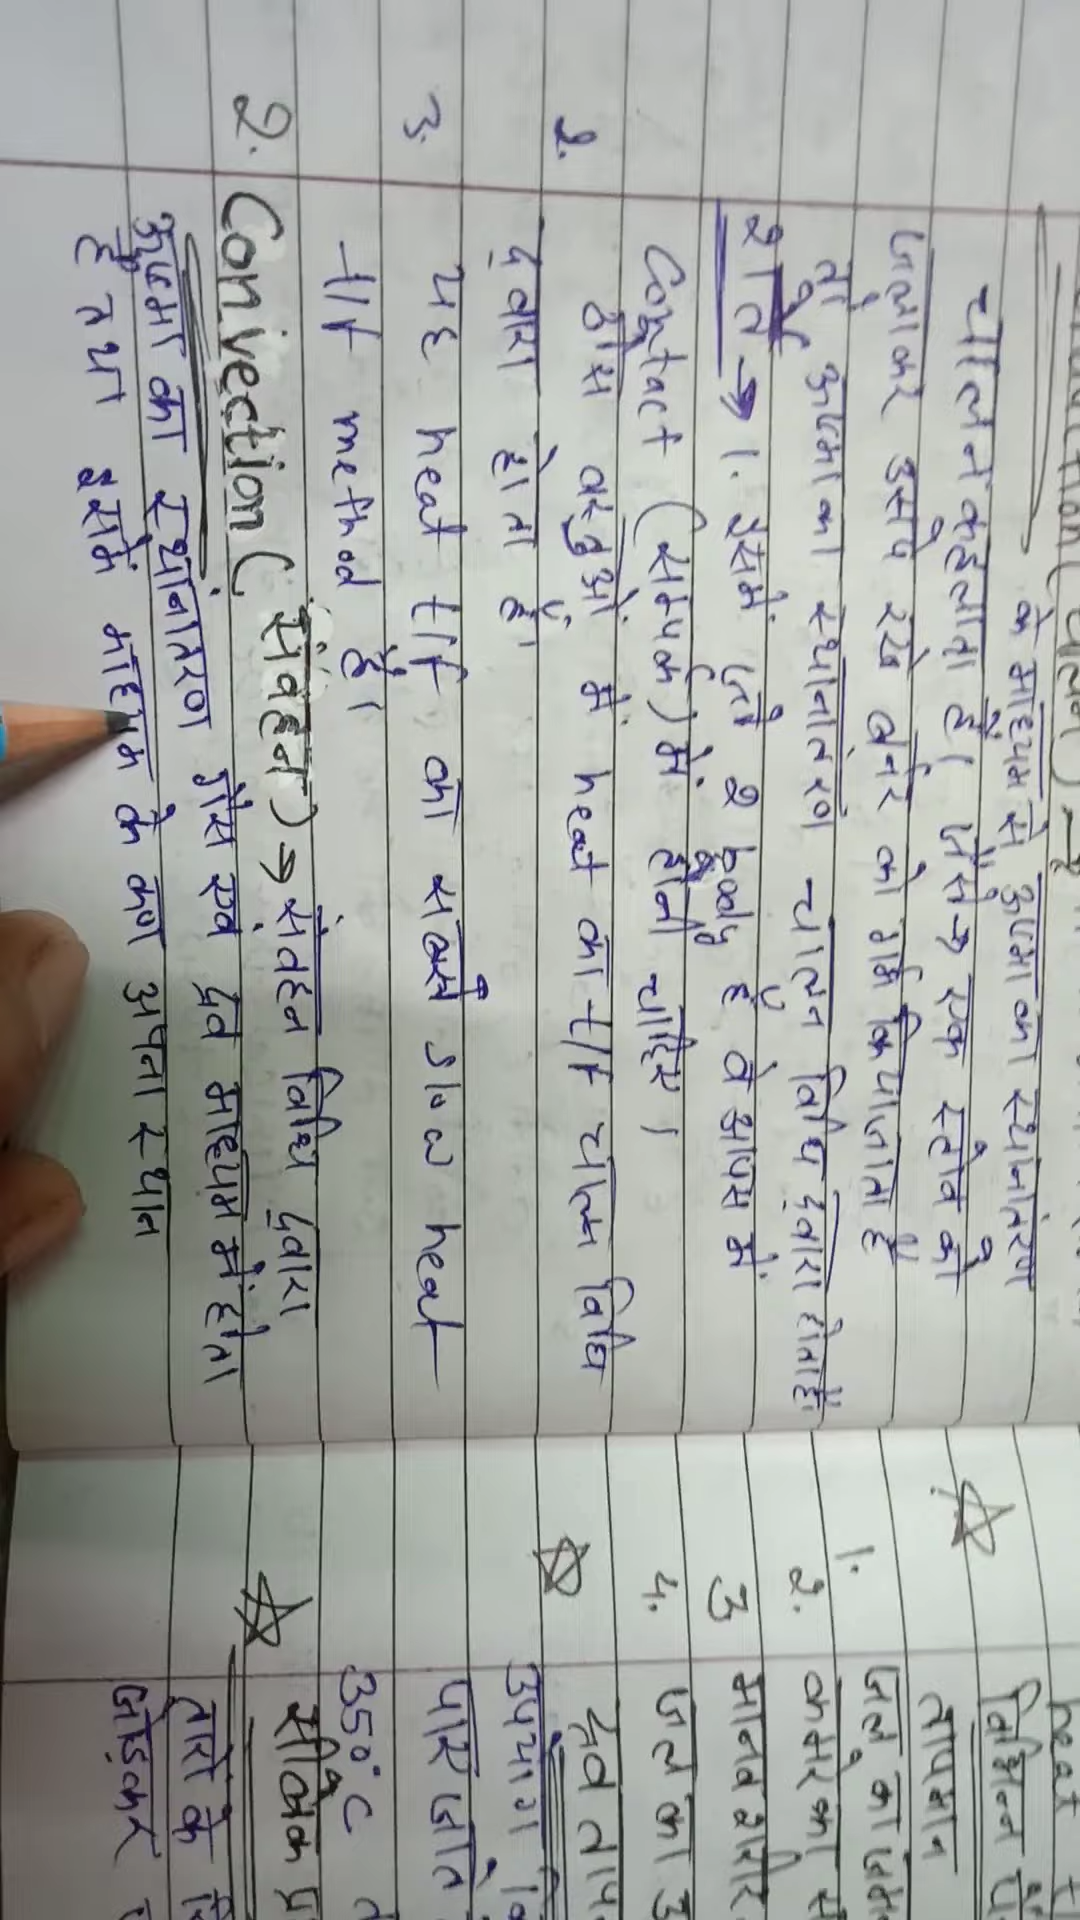 के माध्यम से ऊष्मा का स्थानांतरण
चालन कहलाता है। जैसे→ एक स्तोव को
जलाकर उसपे रखे बर्तन को गर्म किया जाता है
तो ऊष्मा का स्थानांतरण चालन विधि द्वारा होता है।
शर्ते → 1. इसमें जो 2 body है वे आपस में
Contact (सम्पर्क) में होनी चाहिए।
2. ठोस वस्तुओं में heat का t/f चालन विधि
द्वारा होता है।
3. यह heat t/f का सबसे slow heat
t/f method है।
2. Convection (संवहन) → संवहन विधि द्वारा
ऊष्मा का स्थानांतरण गैस एवं द्रव माध्यम में होता
है तथा इसमें माध्यम के कण अपना स्थान
heat
विभिन्न
तापमान
1. जल का
2. कमरे का
3 मानव शरीर
4. जल का
द्रव ताप
उपयोग
पारे
350°C
तारो के
जोड़कर